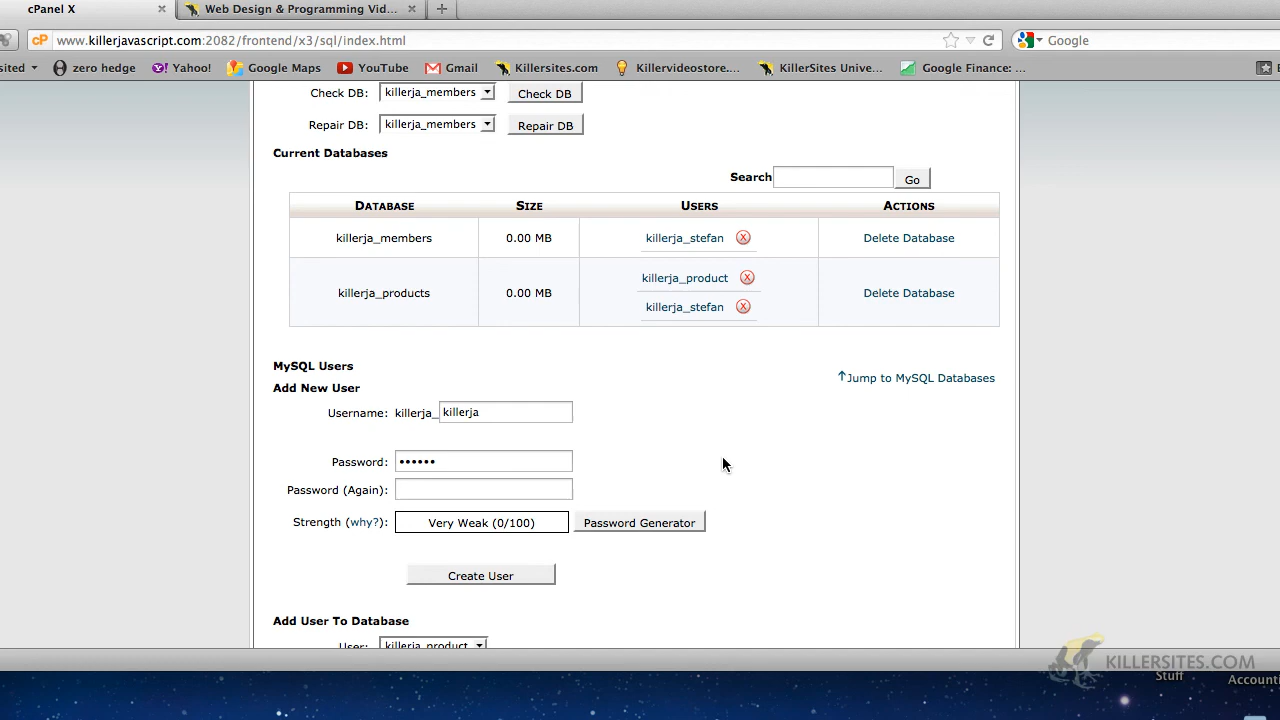 cPanel X
Web Design & Programming Vid...
www.killerjavascript.com:2082/frontend/x3/sql/index.html
Google
sited
zero hedge
Yahoo!
Google Maps
YouTube
Gmail
Killersites.com
Killervideostore....
KillerSites Unive...
Google Finance: ...
Check DB: killerja_members Check DB
Repair DB: killerja_members Repair DB
Current Databases
Search Go
DATABASE SIZE USERS ACTIONS
killerja_members 0.00 MB killerja_stefan Delete Database
killerja_products 0.00 MB killerja_product Delete Database
killerja_stefan
MySQL Users
↑Jump to MySQL Databases
Add New User
Username: killerja_ killerja
Password: ••••••
Password (Again):
Strength (why?): Very Weak (0/100) Password Generator
Create User
Add User To Database
User: killerja_product
KILLERSITES.COM
Stuff
Accounti